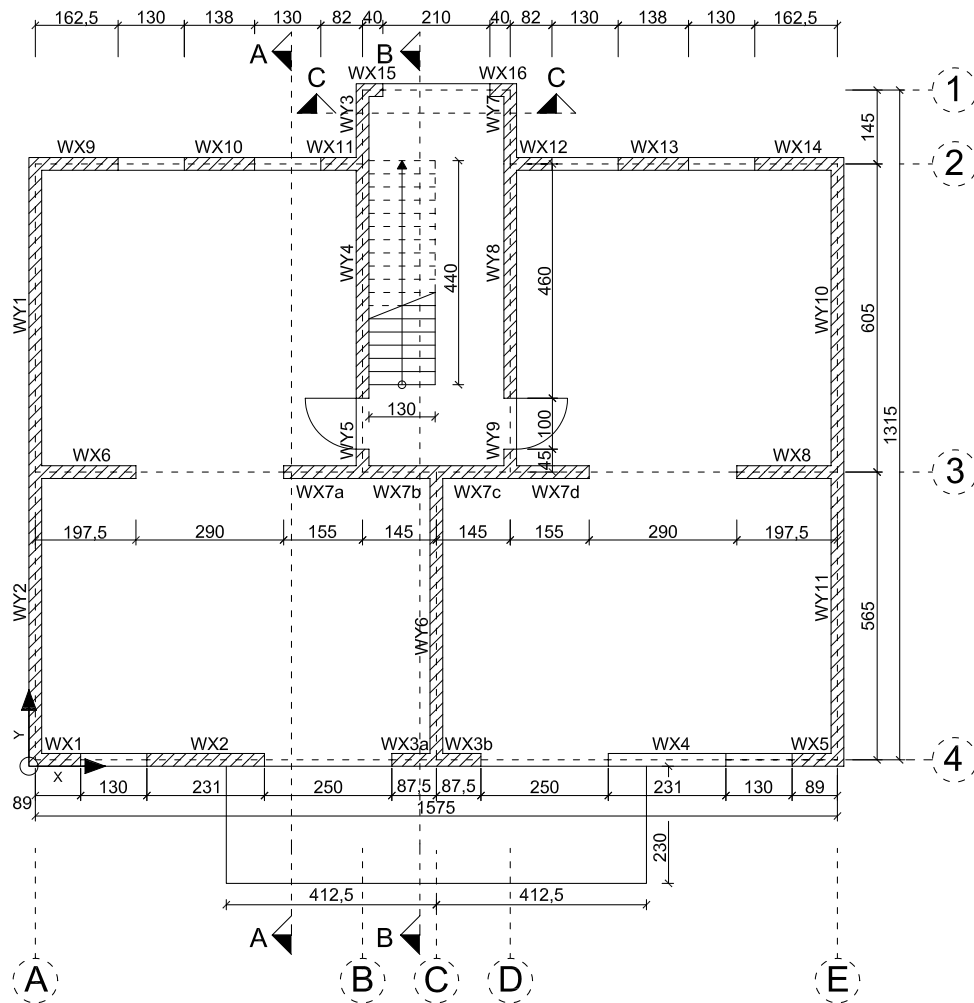 162,5 130 138 130 82 40 210 40 82 130 138 130 162,5
A B
C C
WX15 WX16
WY3 WY7
1
145
WX9 WX10 WX11 WX12 WX13 WX14
2
WY1 WY4 440 WY8 460 WY10 605
1315
130
WY5 WY9 100
45
WX6 WX8
3
WX7a WX7b WX7c WX7d
197,5 290 155 145 145 155 290 197,5
WY2 WY6 WY11 565
Y
X
WX1 WX2 WX3a WX3b WX4 WX5
4
89 130 231 250 87,5 87,5 250 231 130 89
1575
230
412,5 412,5
A B
A B C D E